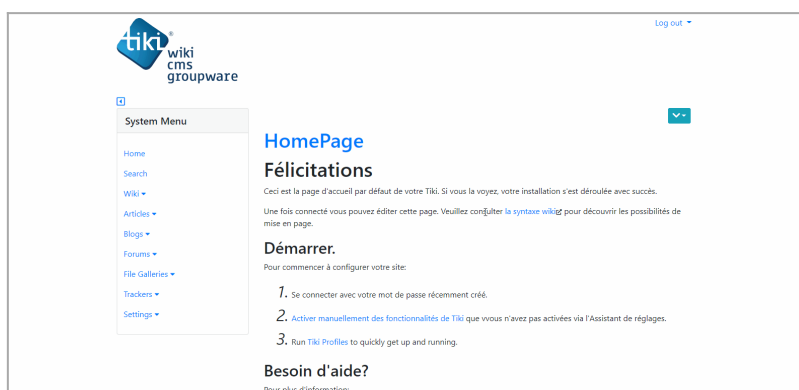 Log out
tiki
wiki
cms
groupware
System Menu
Home
Search
Wiki
Articles
Blogs
Forums
File Galleries
Trackers
Settings
HomePage
Félicitations
Ceci est la page d'accueil par défaut de votre Tiki. Si vous la voyez, votre installation s'est déroulée avec succès.
Une fois connecté vous pouvez éditer cette page. Veuillez consulter la syntaxe wiki pour découvrir les possibilités de
mise en page.
Démarrer.
Pour commencer à configurer votre site:
1. Se connecter avec votre mot de passe récemment créé.
2. Activer manuellement des fonctionnalités de Tiki que vvous n'avez pas activées via l'Assistant de réglages.
3. Run Tiki Profiles to quickly get up and running.
Besoin d'aide?
Pour plus d'information: